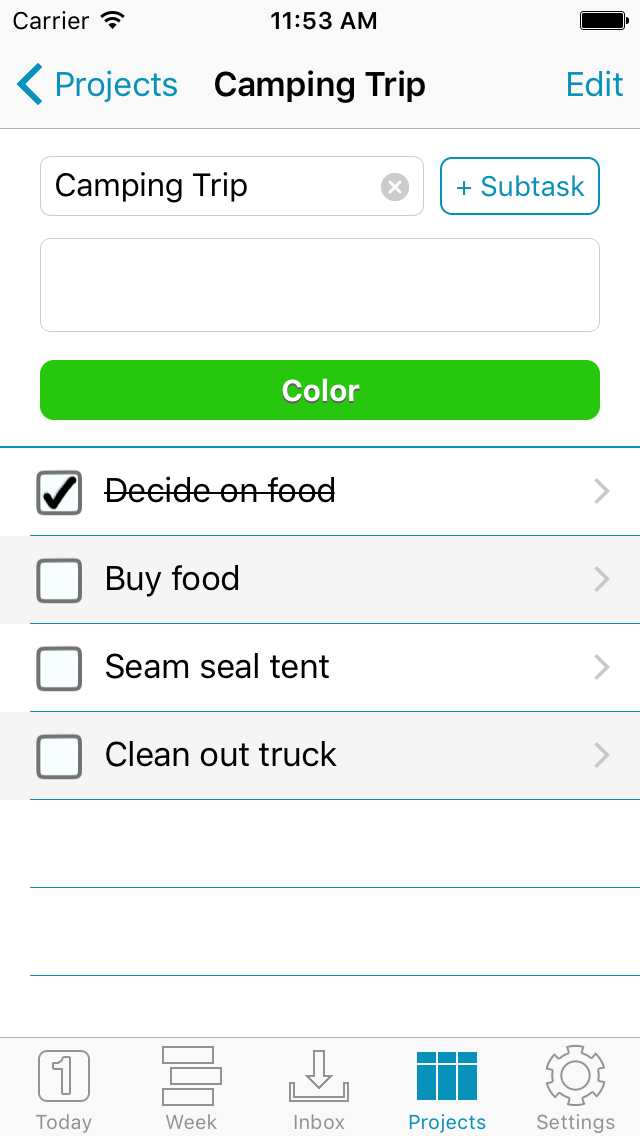 Carrier 11:53 AM
Projects Camping Trip Edit
Camping Trip + Subtask
Color
Decide on food
Buy food
Seam seal tent
Clean out truck
1
Today Week Inbox Projects Settings